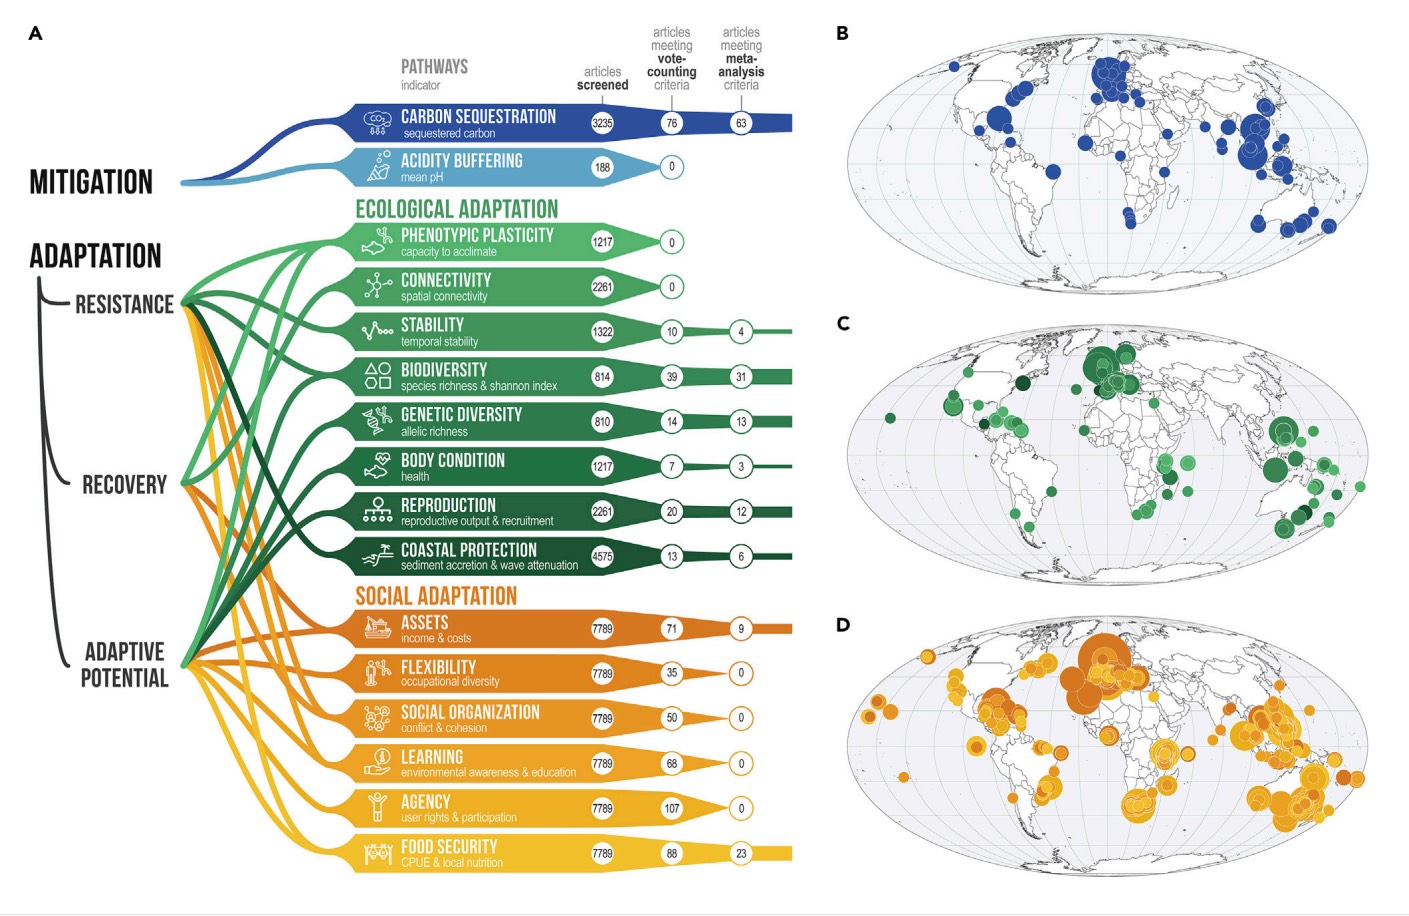 A
articles
meeting
vote-
counting
criteria
articles
meeting
meta-
analysis
criteria
PATHWAYS
indicator
articles
screened
MITIGATION
CO2
CARBON SEQUESTRATION
sequestered carbon
3235
76
63
ACIDITY BUFFERING
mean pH
188
0
ADAPTATION
RESISTANCE
RECOVERY
ADAPTIVE
POTENTIAL
ECOLOGICAL ADAPTATION
PHENOTYPIC PLASTICITY
capacity to acclimate
1217
0
CONNECTIVITY
spatial connectivity
2261
0
STABILITY
temporal stability
1322
10
4
BIODIVERSITY
species richness & shannon index
814
39
31
GENETIC DIVERSITY
allelic richness
810
14
13
BODY CONDITION
health
1217
7
3
REPRODUCTION
reproductive output & recruitment
2261
20
12
COASTAL PROTECTION
sediment accretion & wave attenuation
4575
13
6
SOCIAL ADAPTATION
ASSETS
income & costs
7789
71
9
FLEXIBILITY
occupational diversity
7789
35
0
SOCIAL ORGANIZATION
conflict & cohesion
7789
50
0
LEARNING
environmental awareness & education
7789
68
0
AGENCY
user rights & participation
7789
107
0
FOOD SECURITY
CPUE & local nutrition
7789
88
23
B
C
D